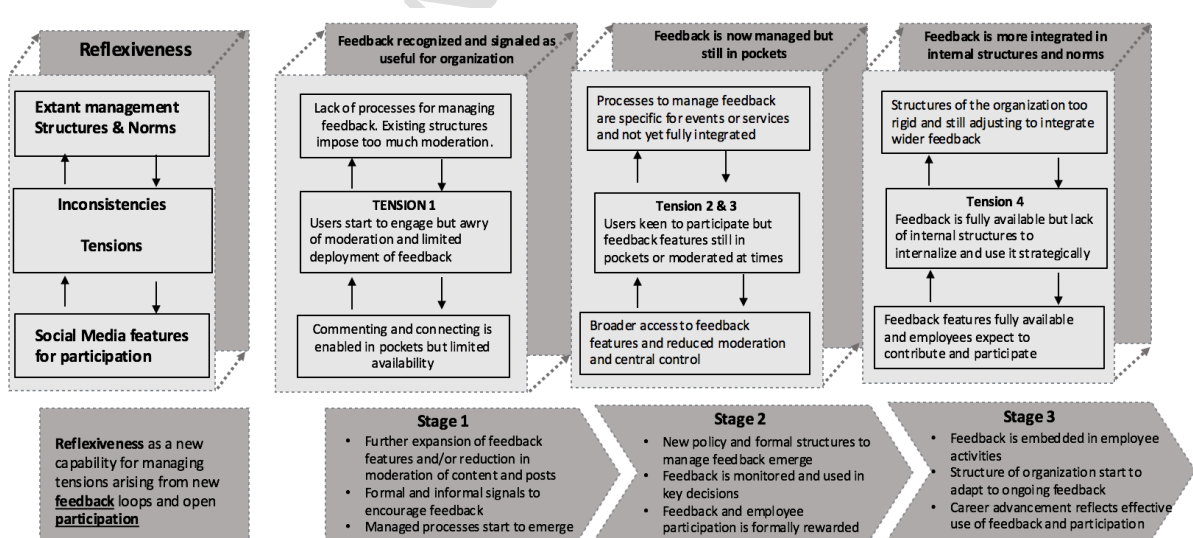 Reflexiveness
Extant management
Structures & Norms
Inconsistencies
Tensions
Social Media features
for participation
Reflexiveness as a new
capability for managing
tensions arising from new
feedback loops and open
participation
Feedback recognized and signaled as
useful for organization
Lack of processes for managing
feedback. Existing structures
impose too much moderation.
TENSION 1
Users start to engage but awry
of moderation and limited
deployment of feedback
Commenting and connecting is
enabled in pockets but limited
availability
Stage 1
• Further expansion of feedback
features and/or reduction in
moderation of content and posts
• Formal and informal signals to
encourage feedback
• Managed processes start to emerge
Feedback is now managed but
still in pockets
Processes to manage feedback
are specific for events or services
and not yet fully integrated
Tension 2 & 3
Users keen to participate but
feedback features still in
pockets or moderated at times
Broader access to feedback
features and reduced moderation
and central control
Stage 2
• New policy and formal structures to
manage feedback emerge
• Feedback is monitored and used in
key decisions
• Feedback and employee
participation is formally rewarded
Feedback is more integrated in
internal structures and norms
Structures of the organization too
rigid and still adjusting to integrate
wider feedback
Tension 4
Feedback is fully available but lack
of internal structures to
internalize and use it strategically
Feedback features fully available
and employees expect to
contribute and participate
Stage 3
• Feedback is embedded in employee
activities
• Structure of organization start to
adapt to ongoing feedback
• Career advancement reflects effective
use of feedback and participation